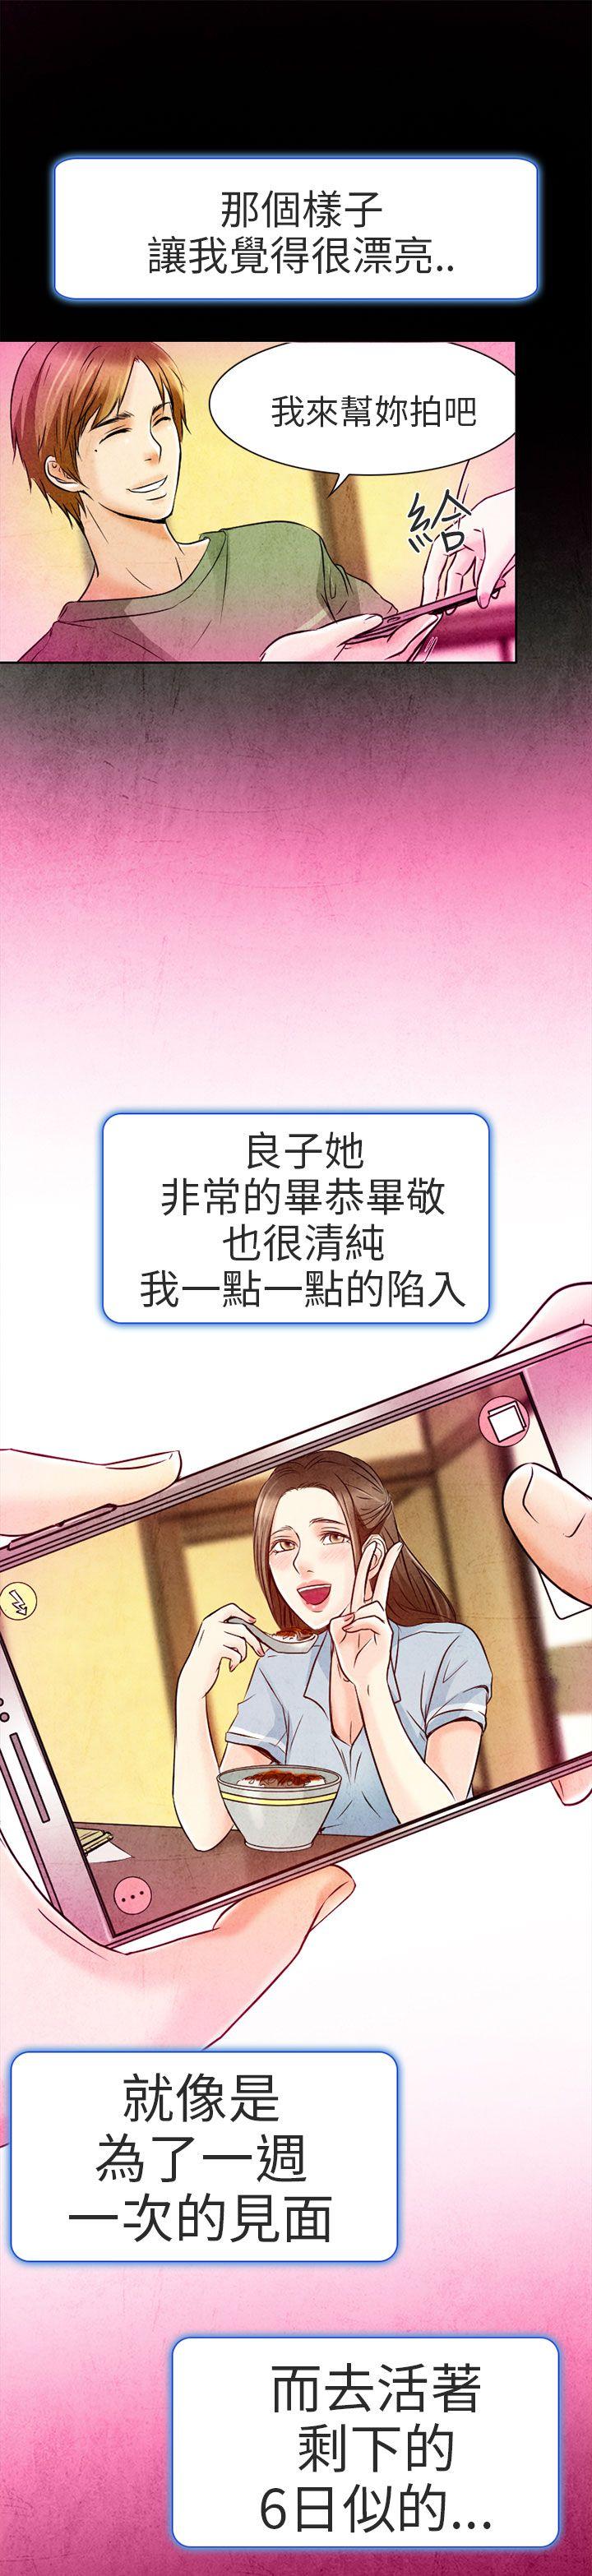 那個樣子
讓我覺得很漂亮..
我來幫妳拍吧
給
良子她
非常的畢恭畢敬
也很清純
我一點一點的陷入
就像是
為了一週
一次的見面
而去活著
剩下的
6日似的...